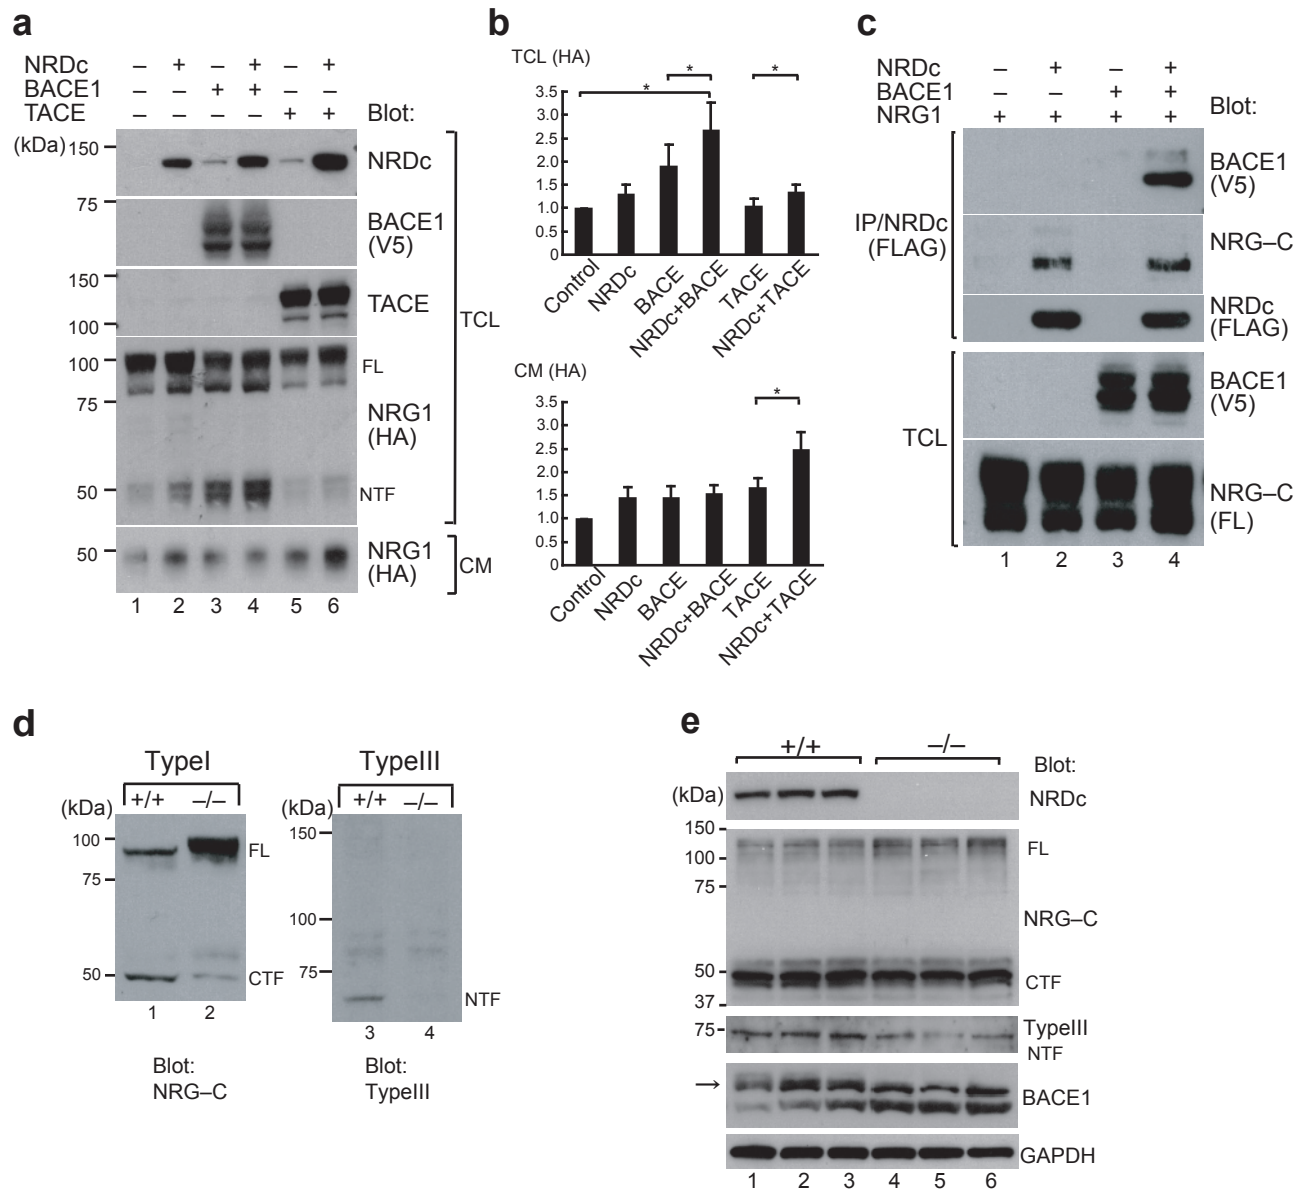 a
NRDc – + – + – +
BACE1 – – + + – –
TACE – – – – + +
Blot:
(kDa) 150
NRDc
75
BACE1
(V5)
150
TACE
100
TCL
100
FL
75
NRG1
(HA)
50
NTF
50
NRG1
(HA)
CM
1 2 3 4 5 6
b
TCL (HA)
* *
*
3.5
3.0
2.5
2.0
1.5
1.0
0.5
0
Control NRDc BACE NRDc+BACE TACE NRDc+TACE
CM (HA)
*
3.5
3.0
2.5
2.0
1.5
1.0
0.5
0
Control NRDc BACE NRDc+BACE TACE NRDc+TACE
c
NRDc – + – +
BACE1 – – + +
NRG1 + + + +
Blot:
BACE1
(V5)
IP/NRDc
(FLAG)
NRG–C
NRDc
(FLAG)
BACE1
(V5)
TCL
NRG–C
(FL)
1 2 3 4
d
TypeI
(kDa) +/+ –/–
100
FL
75
50
CTF
1 2
Blot:
NRG–C
TypeIII
(kDa) +/+ –/–
150
100
75
NTF
3 4
Blot:
TypeIII
e
+/+ –/–
Blot:
(kDa)
NRDc
150
FL
100
75
NRG–C
50
CTF
37
75
TypeIII
NTF
→
BACE1
GAPDH
1 2 3 4 5 6